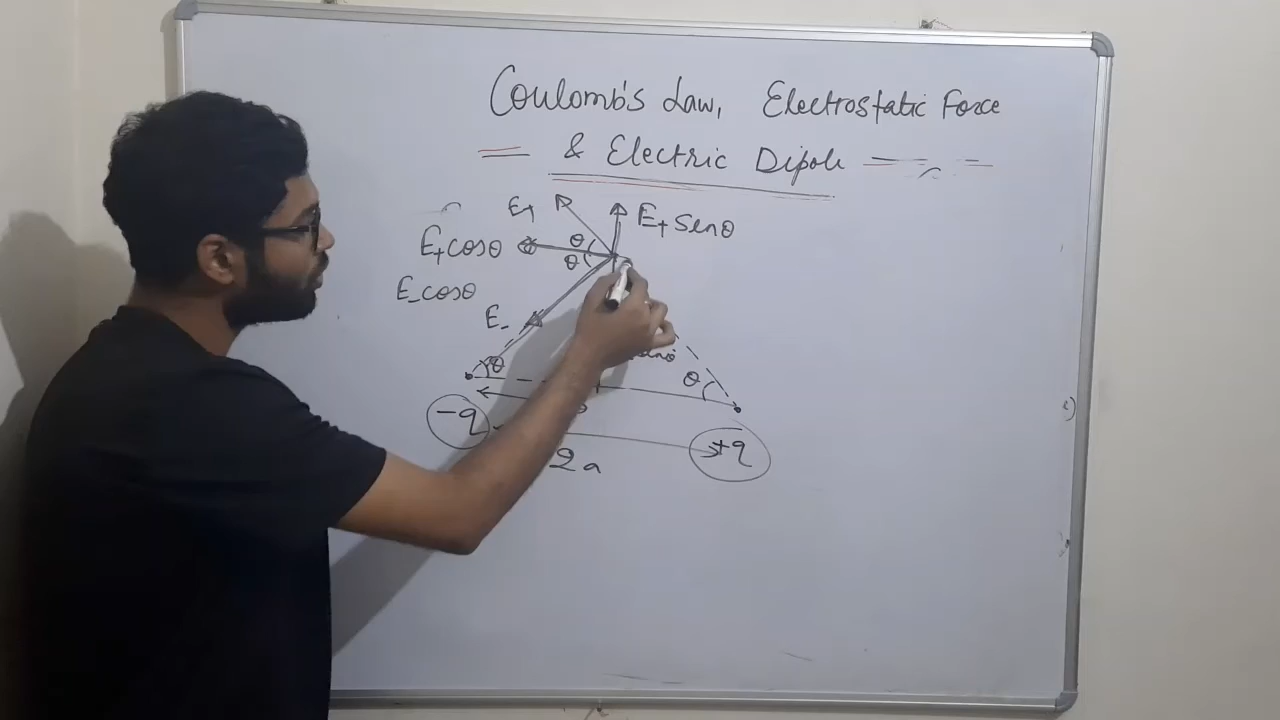 Coulomb's Law, Electrostatic Force
& Electric Dipole
E+ E+ Sinθ
E+cosθ θ
θ
E-cosθ
E-
θ θ
-q +q
2a